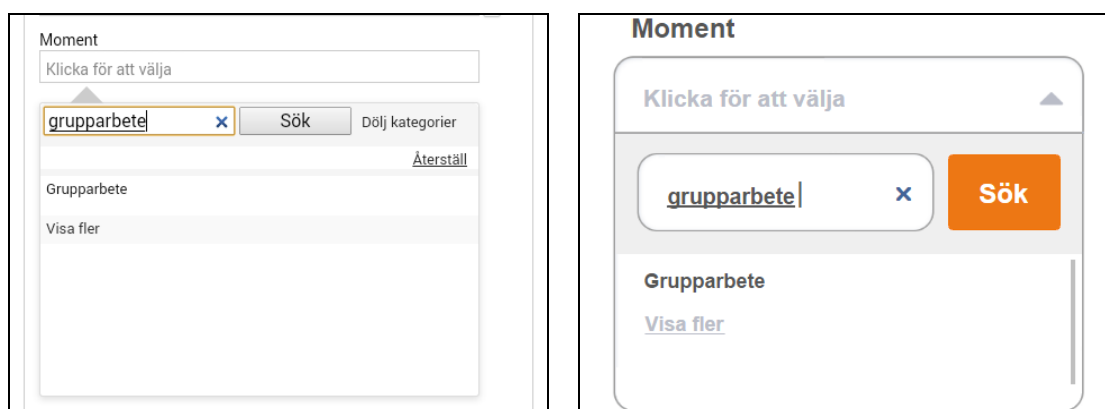 Moment
Klicka för att välja
grupparbete Sök Dölj kategorier
Återställ
Grupparbete
Visa fler
Moment
Klicka för att välja
grupparbete Sök
Grupparbete
Visa fler